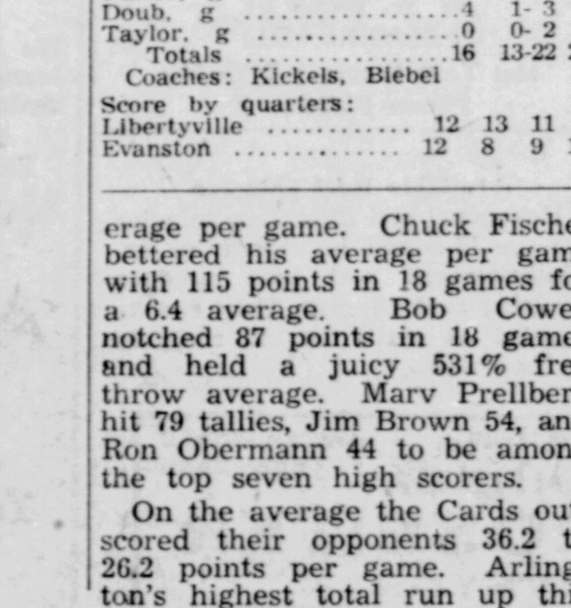 Doub, g ..................4 1- 3
Taylor, g ..................0 0- 2
Totals ..................16 13-22
Coaches: Kickels, Biebel
Score by quarters:
Libertyville ............ 12 13 11
Evanston ................ 12 8 9
erage per game. Chuck Fische
bettered his average per gam
with 115 points in 18 games fo
a 6.4 average. Bob Cowe
notched 87 points in 18 game
and held a juicy 531% fre
throw average. Marv Prellber
hit 79 tallies, Jim Brown 54, an
Ron Obermann 44 to be amon
the top seven high scorers.
On the average the Cards ou
scored their opponents 36.2 t
26.2 points per game. Arling
ton's highest total run up thi